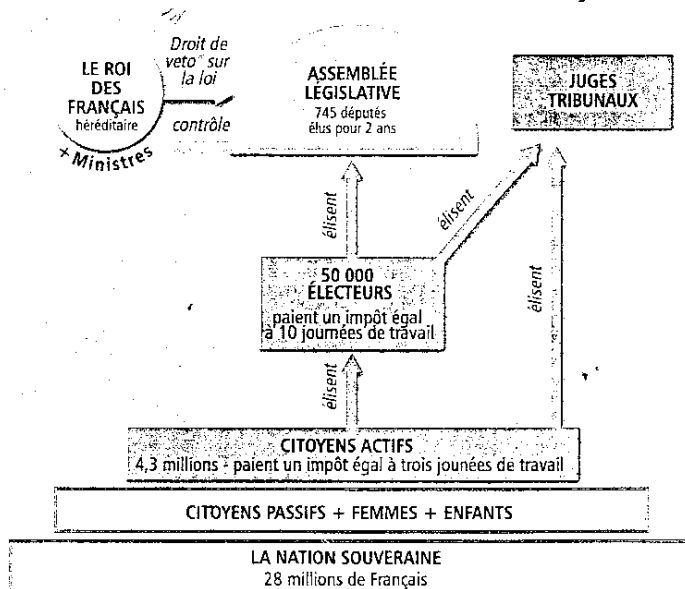 LE ROI
DES
FRANÇAIS
héréditaire
+ Ministres
Droit de
veto* sur
la loi
contrôle
ASSEMBLÉE
LÉGISLATIVE
745 députés
élus pour 2 ans
JUGES
TRIBUNAUX
élisent
élisent
élisent
50 000
ÉLECTEURS
paient un impôt égal
à 10 journées de travail
élisent
CITOYENS ACTIFS
4,3 millions - paient un impôt égal à trois jounées de travail
CITOYENS PASSIFS + FEMMES + ENFANTS
LA NATION SOUVERAINE
28 millions de Français